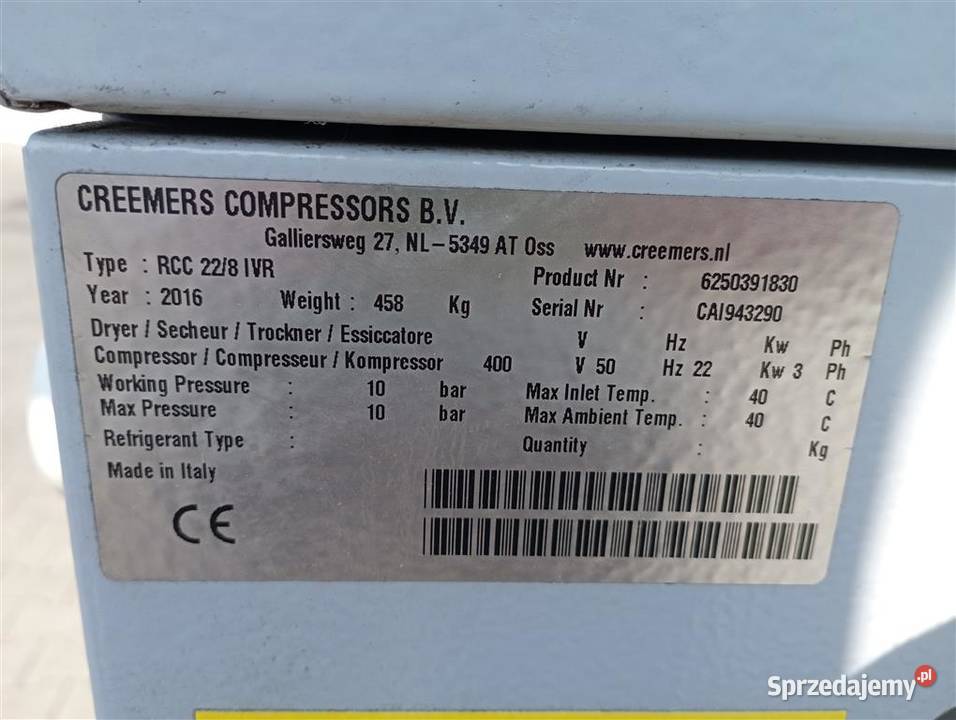 CREEMERS COMPRESSORS B.V.
Galliersweg 27, NL-5349 AT Oss www.creemers.nl
Type : RCC 22/8 IVR Product Nr : 6250391830
Year : 2016 Weight : 458 Kg Serial Nr : CAI943290
Dryer / Secheur / Trockner / Essiccatore V Hz Kw Ph
Compressor / Compresseur / Kompressor 400 V 50 Hz 22 Kw 3 Ph
Working Pressure : 10 bar Max Inlet Temp. : 40 C
Max Pressure : 10 bar Max Ambient Temp. : 40 C
Refrigerant Type : Quantity : Kg
Made in Italy
CE
Sprzedajemy.pl